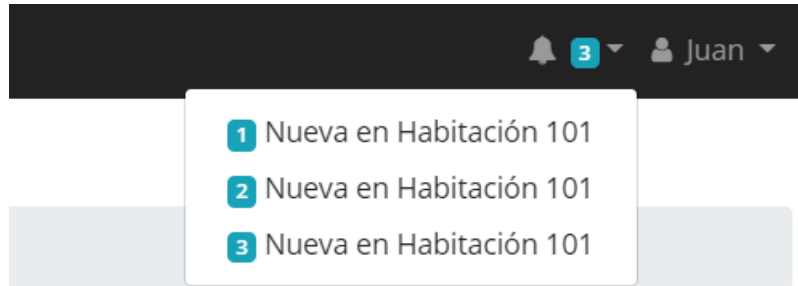 3 Juan
1 Nueva en Habitación 101
2 Nueva en Habitación 101
3 Nueva en Habitación 101